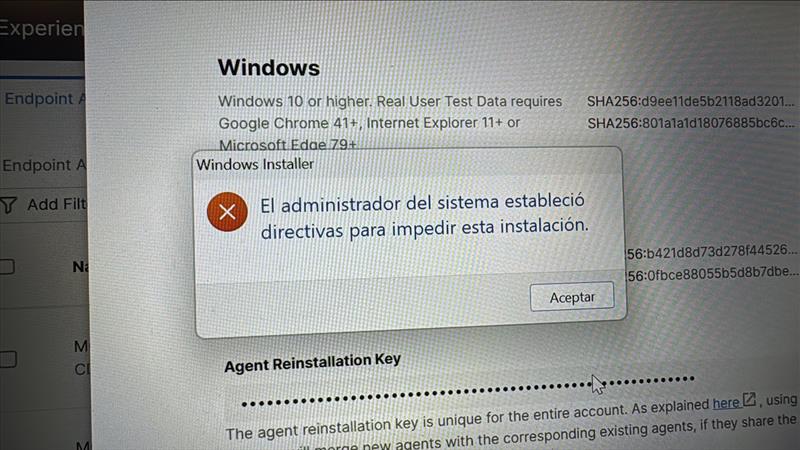 Experien
Windows
Endpoint A
Windows 10 or higher. Real User Test Data requires
SHA256:d9ee11de5b2118ad3201...
Google Chrome 41+, Internet Explorer 11+ or
SHA256:801a1a1d18076885bc6c...
Microsoft Edge 79+
Windows Installer
Endpoint A
El administrador del sistema estableció
directivas para impedir esta instalación.
Add Filt
56:b421d8d73d278f44526...
Na
56:0fbce88055b5d8b7dbe...
Aceptar
M
Agent Reinstallation Key
The agent reinstallation key is unique for the entire account. As explained here, using
merge new agents with the corresponding existing agents, if they share the
M